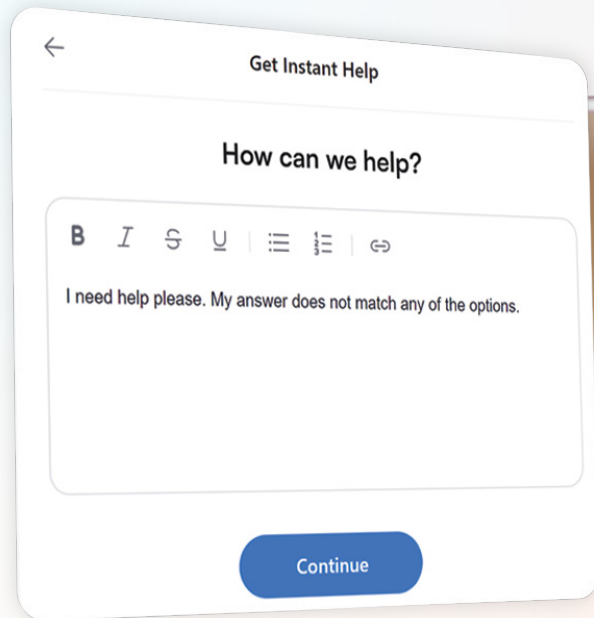 Get Instant Help
How can we help?
B I S U
I need help please. My answer does not match any of the options.
Continue